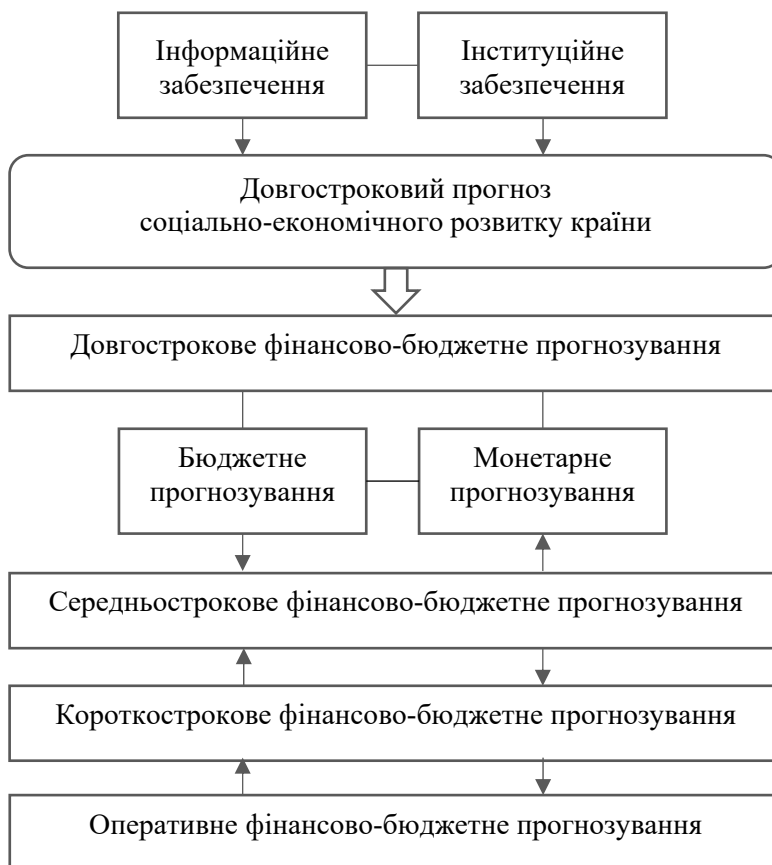 Інформаційне
забезпечення
Інституційне
забезпечення
Довгостроковий прогноз
соціально-економічного розвитку країни
Довгострокове фінансово-бюджетне прогнозування
Бюджетне
прогнозування
Монетарне
прогнозування
Середньострокове фінансово-бюджетне прогнозування
Короткострокове фінансово-бюджетне прогнозування
Оперативне фінансово-бюджетне прогнозування